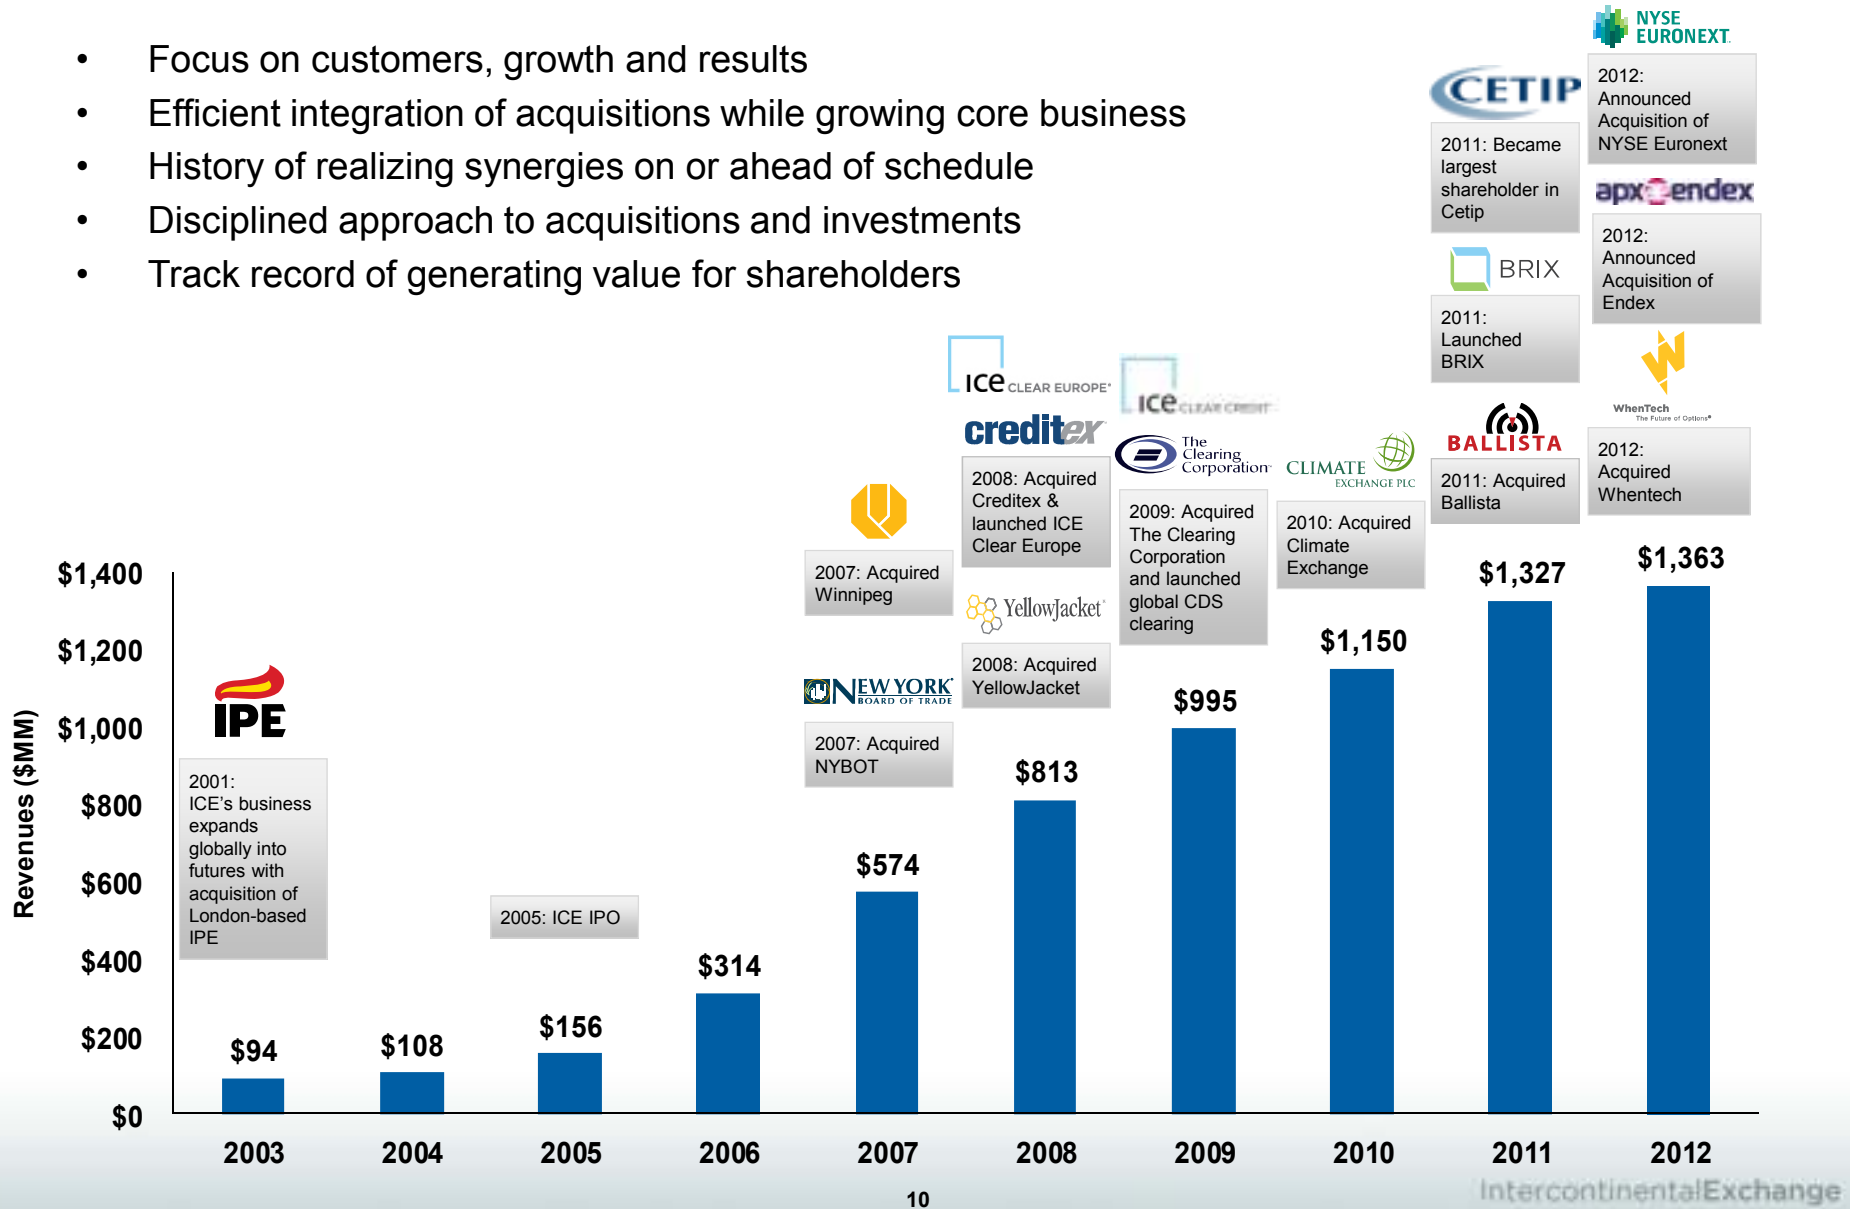 • Focus on customers, growth and results
• Efficient integration of acquisitions while growing core business
• History of realizing synergies on or ahead of schedule
• Disciplined approach to acquisitions and investments
• Track record of generating value for shareholders
NYSE
EURONEXT
2012:
Announced
Acquisition of
NYSE Euronext
apx endex
2012:
Announced
Acquisition of
Endex
WhenTech
The Future of Options®
2012:
Acquired
Whentech
CETIP
2011: Became
largest
shareholder in
Cetip
BRIX
2011:
Launched
BRIX
BALLISTA
2011: Acquired
Ballista
CLIMATE
EXCHANGE PLC
2010: Acquired
Climate
Exchange
ice CLEAR CREDIT
The
Clearing
Corporation
2009: Acquired
The Clearing
Corporation
and launched
global CDS
clearing
ice CLEAR EUROPE®
creditex
2008: Acquired
Creditex &
launched ICE
Clear Europe
YellowJacket
2008: Acquired
YellowJacket
2007: Acquired
Winnipeg
NEW YORK
BOARD OF TRADE
2007: Acquired
NYBOT
2005: ICE IPO
IPE
2001:
ICE’s business
expands
globally into
futures with
acquisition of
London-based
IPE
Revenues ($MM)
$1,400
$1,200
$1,000
$800
$600
$400
$200
$0
$94
$108
$156
$314
$574
$813
$995
$1,150
$1,327
$1,363
2003 2004 2005 2006 2007 2008 2009 2010 2011 2012
10
IntercontinentalExchange